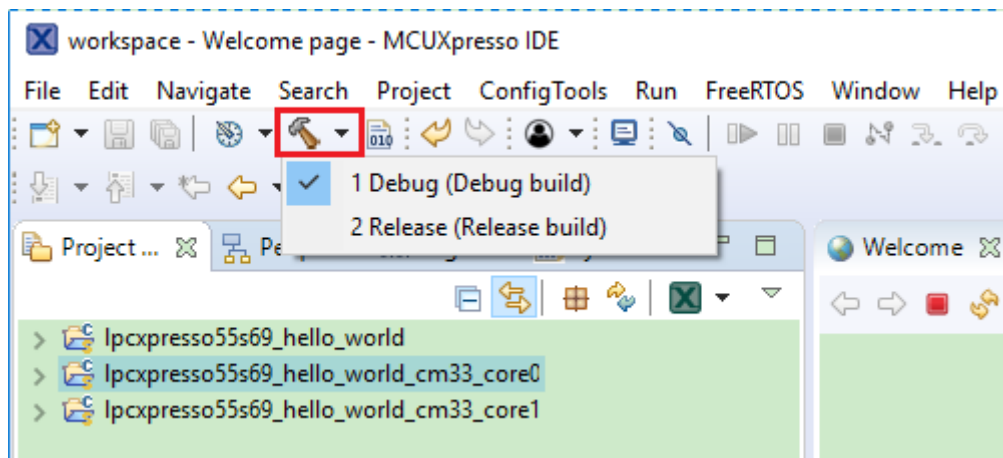 workspace - Welcome page - MCUXpresso IDE
File Edit Navigate Search Project ConfigTools Run FreeRTOS Window Help
010
1 Debug (Debug build)
2 Release (Release build)
Project ... Welcome
lpcxpresso55s69_hello_world
lpcxpresso55s69_hello_world_cm33_core0
lpcxpresso55s69_hello_world_cm33_core1